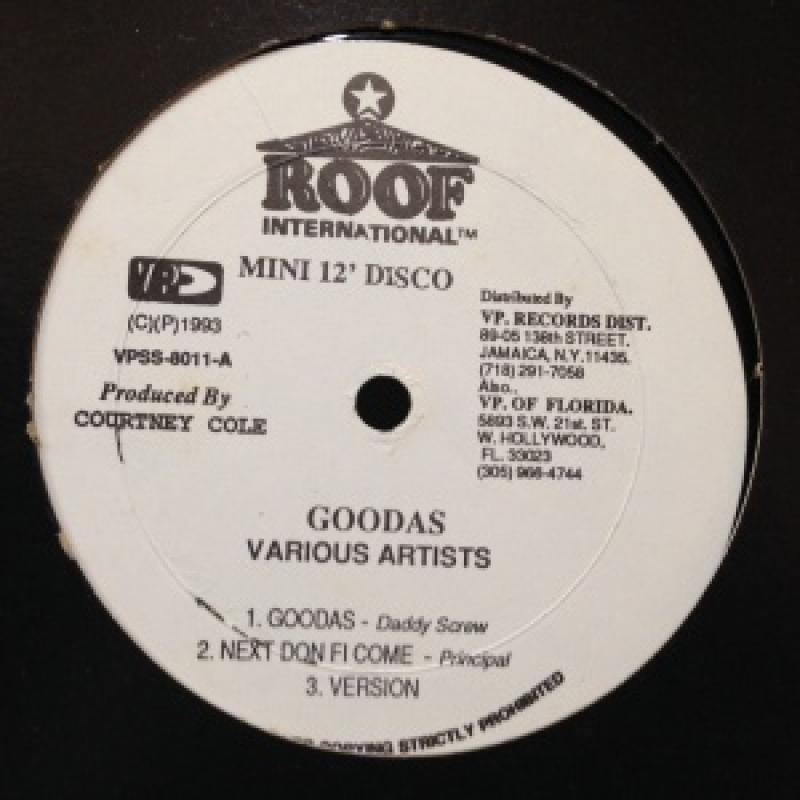 ROOF
INTERNATIONAL™
MINI 12' DISCO
VP
(C)(P)1993
VPSS-8011-A
Produced By
COURTNEY COLE
Distributed By
VP. RECORDS DIST.
89-05 138th STREET.
JAMAICA, N.Y. 11435.
(718) 291-7058
Also..
VP. OF FLORIDA.
5893 S.W. 21st. ST.
W. HOLLYWOOD,
FL. 33023
(305) 966-4744
GOODAS
VARIOUS ARTISTS
1. GOODAS - Daddy Screw
2. NEXT DON FI COME - Principal
3. VERSION
COPYING STRICTLY PROHIBITED